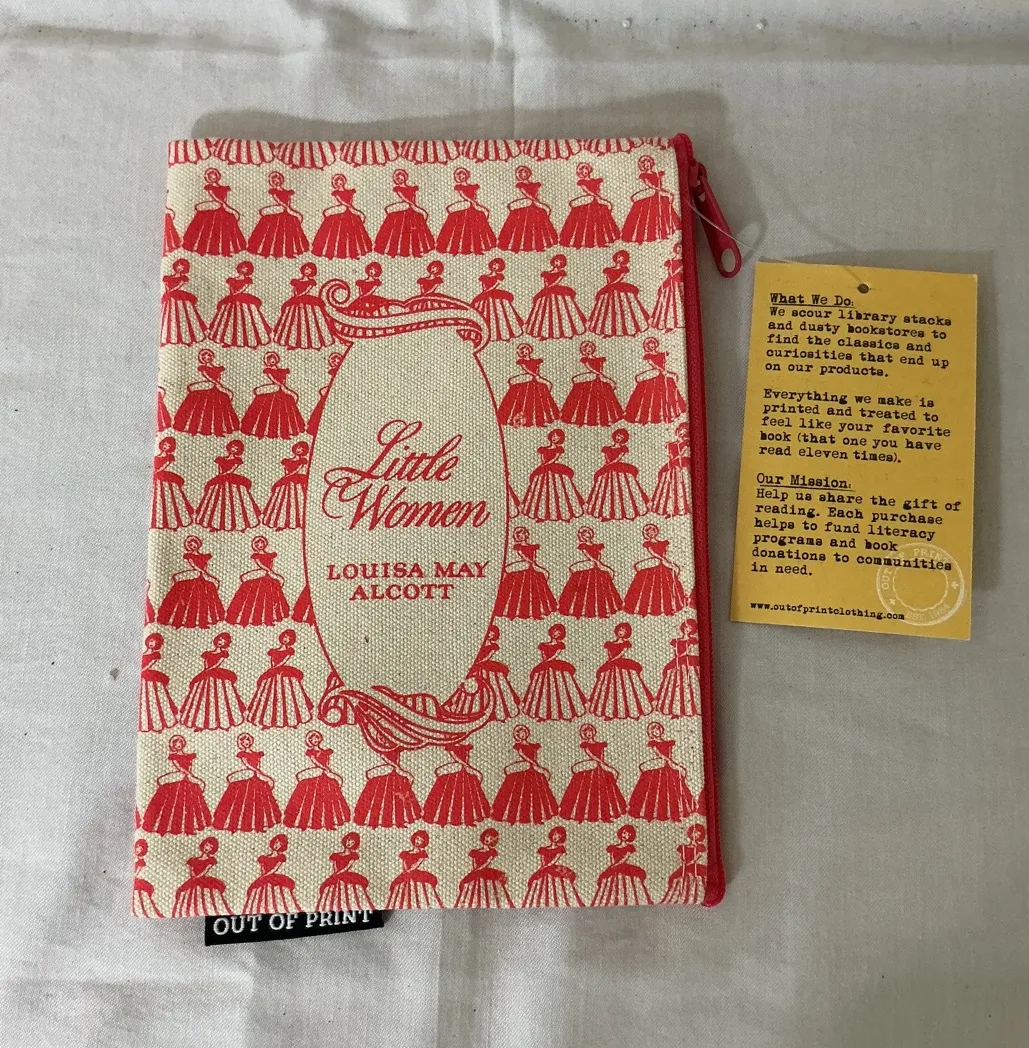 Little
Women
LOUISA MAY
ALCOTT
OUT OF PRINT
What We Do:
We scour library stacks
and dusty bookstores to
find the classics and
curiosities that end up
on our products.
Everything we make is
printed and treated to
feel like your favorite
book (that one you have
read eleven times).
Our Mission:
Help us share the gift of
reading. Each purchase
helps to fund literacy
programs and book
donations to communities
in need.
www.outofprintclothing.com
OUT OF PRINT